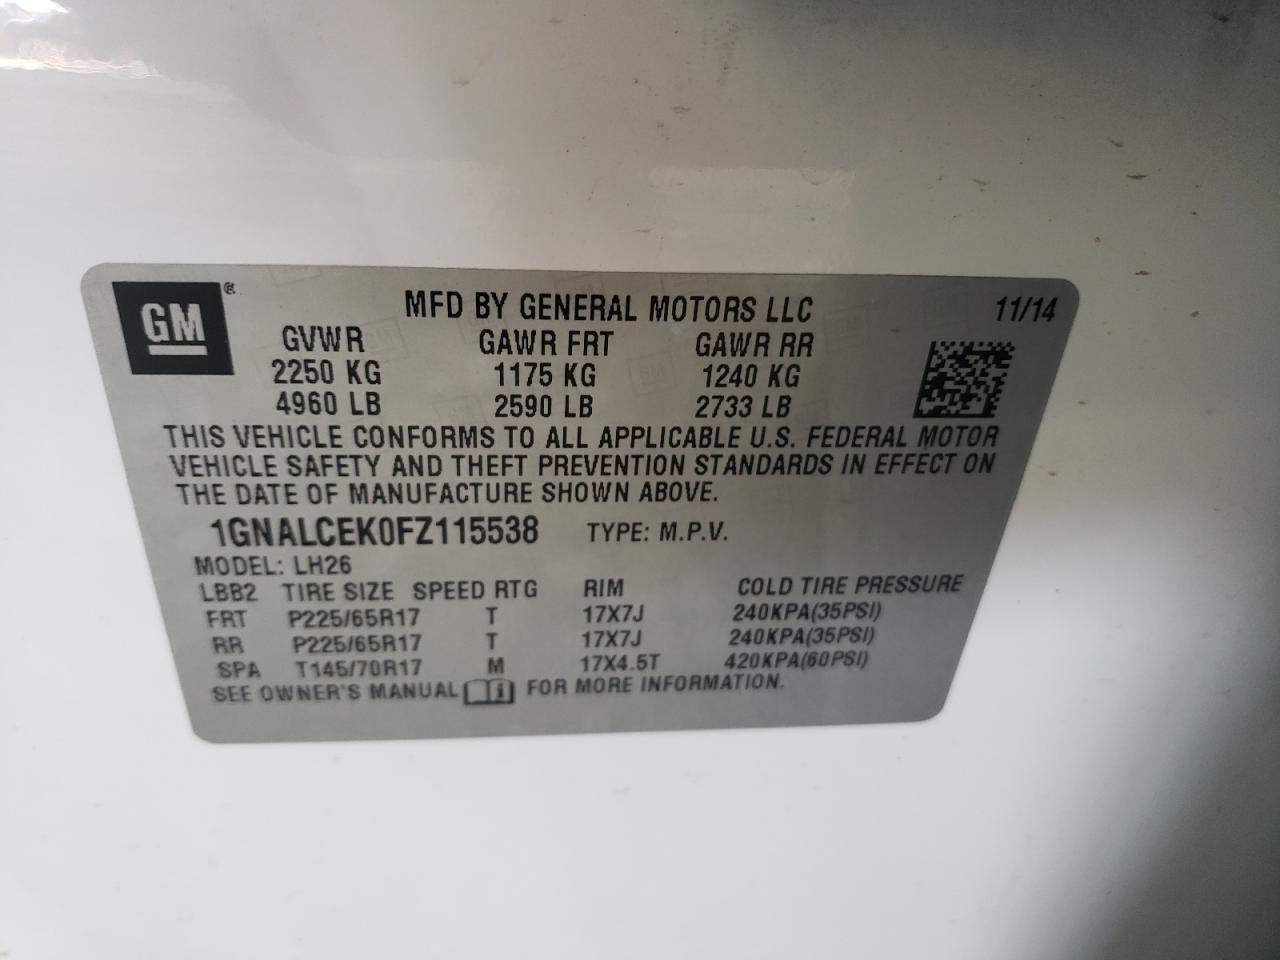 GM®
MFD BY GENERAL MOTORS LLC 11/14
GVWR GAWR FRT GAWR RR
2250 KG 1175 KG 1240 KG
4960 LB 2590 LB 2733 LB
THIS VEHICLE CONFORMS TO ALL APPLICABLE U.S. FEDERAL MOTOR
VEHICLE SAFETY AND THEFT PREVENTION STANDARDS IN EFFECT ON
THE DATE OF MANUFACTURE SHOWN ABOVE.
1GNALCEK0FZ115538 TYPE: M.P.V.
MODEL: LH26
LBB2 TIRE SIZE SPEED RTG RIM COLD TIRE PRESSURE
FRT P225/65R17 T 17X7J 240KPA(35PSI)
RR P225/65R17 T 17X7J 240KPA(35PSI)
SPA T145/70R17 M 17X4.5T 420KPA(60PSI)
SEE OWNER'S MANUAL i FOR MORE INFORMATION.